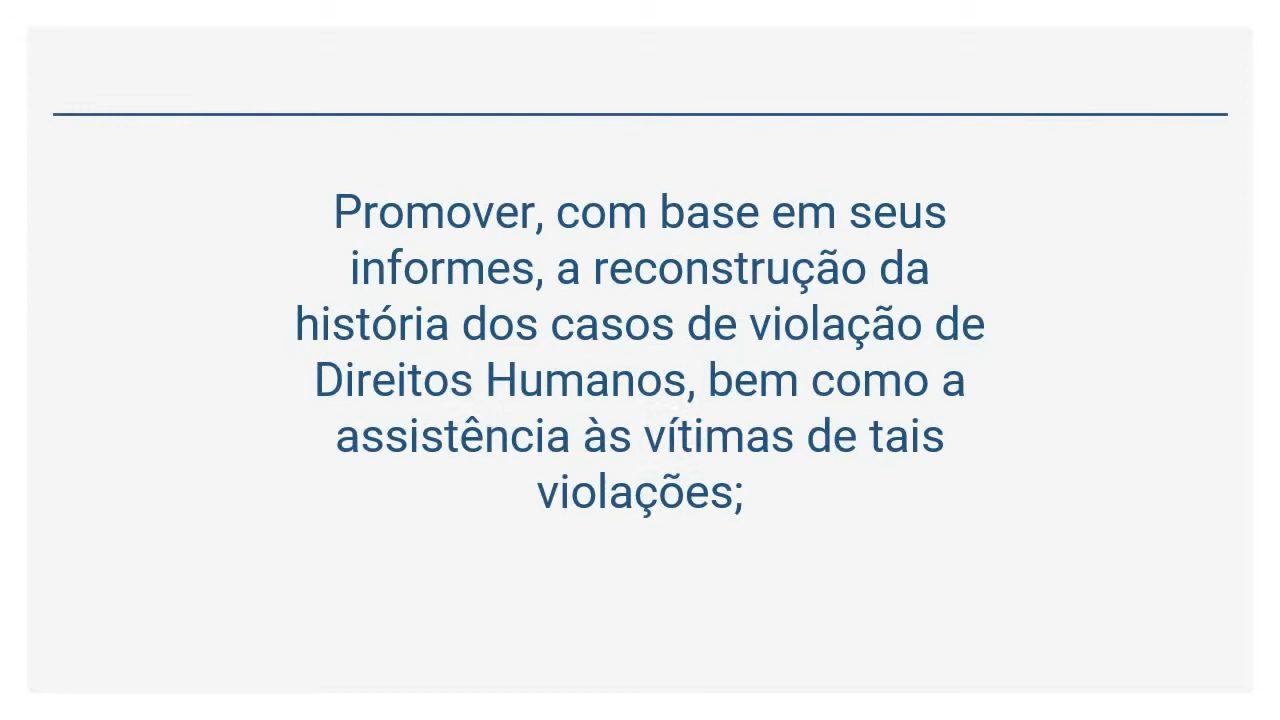 Promover, com base em seus
informes, a reconstrução da
história dos casos de violação de
Direitos Humanos, bem como a
assistência às vítimas de tais
violações;